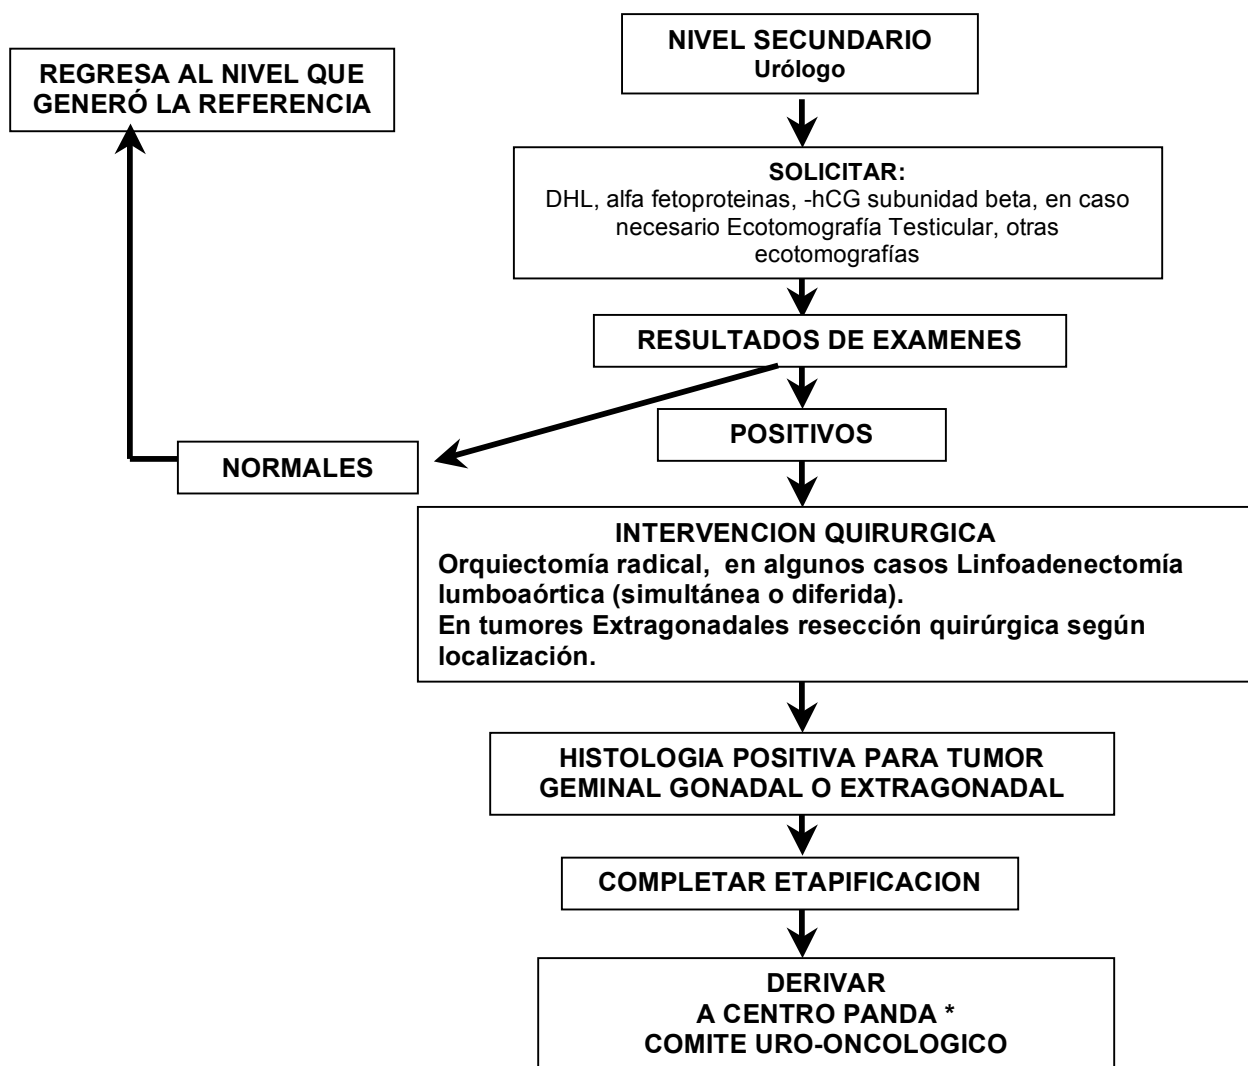 NIVEL SECUNDARIO
Urólogo
REGRESA AL NIVEL QUE
GENERÓ LA REFERENCIA
SOLICITAR:
DHL, alfa fetoproteinas, -hCG subunidad beta, en caso
necesario Ecotomografía Testicular, otras
ecotomografías
RESULTADOS DE EXAMENES
POSITIVOS
NORMALES
INTERVENCION QUIRURGICA
Orquiectomía radical, en algunos casos Linfoadenectomía
lumboaórtica (simultánea o diferida).
En tumores Extragonadales resección quirúrgica según
localización.
HISTOLOGIA POSITIVA PARA TUMOR
GEMINAL GONADAL O EXTRAGONADAL
COMPLETAR ETAPIFICACION
DERIVAR
A CENTRO PANDA *
COMITE URO-ONCOLOGICO